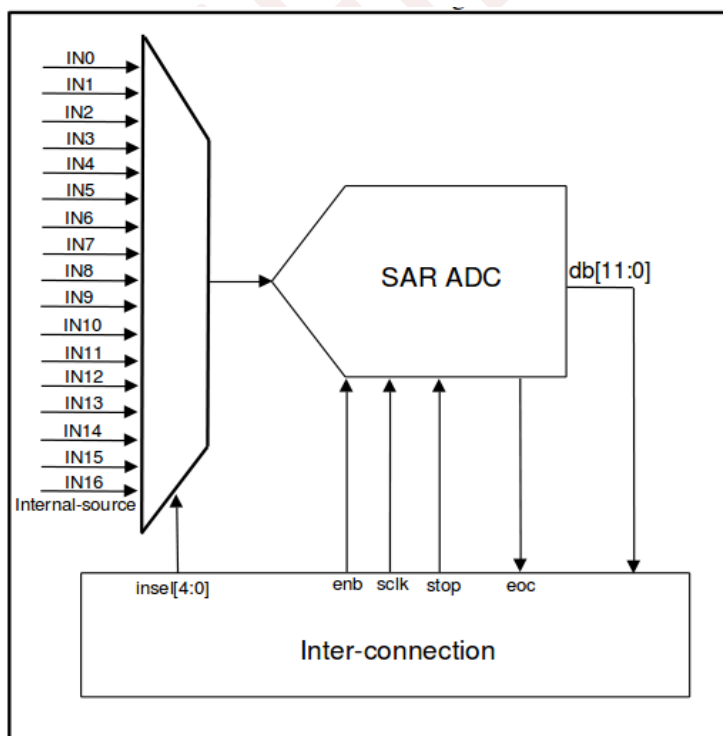 IN0
IN1
IN2
IN3
IN4
IN5
IN6
IN7
IN8
IN9
IN10
IN11
IN12
IN13
IN14
IN15
IN16
Internal-source
SAR ADC
db[11:0]
insel[4:0]
enb
sclk
stop
eoc
Inter-connection